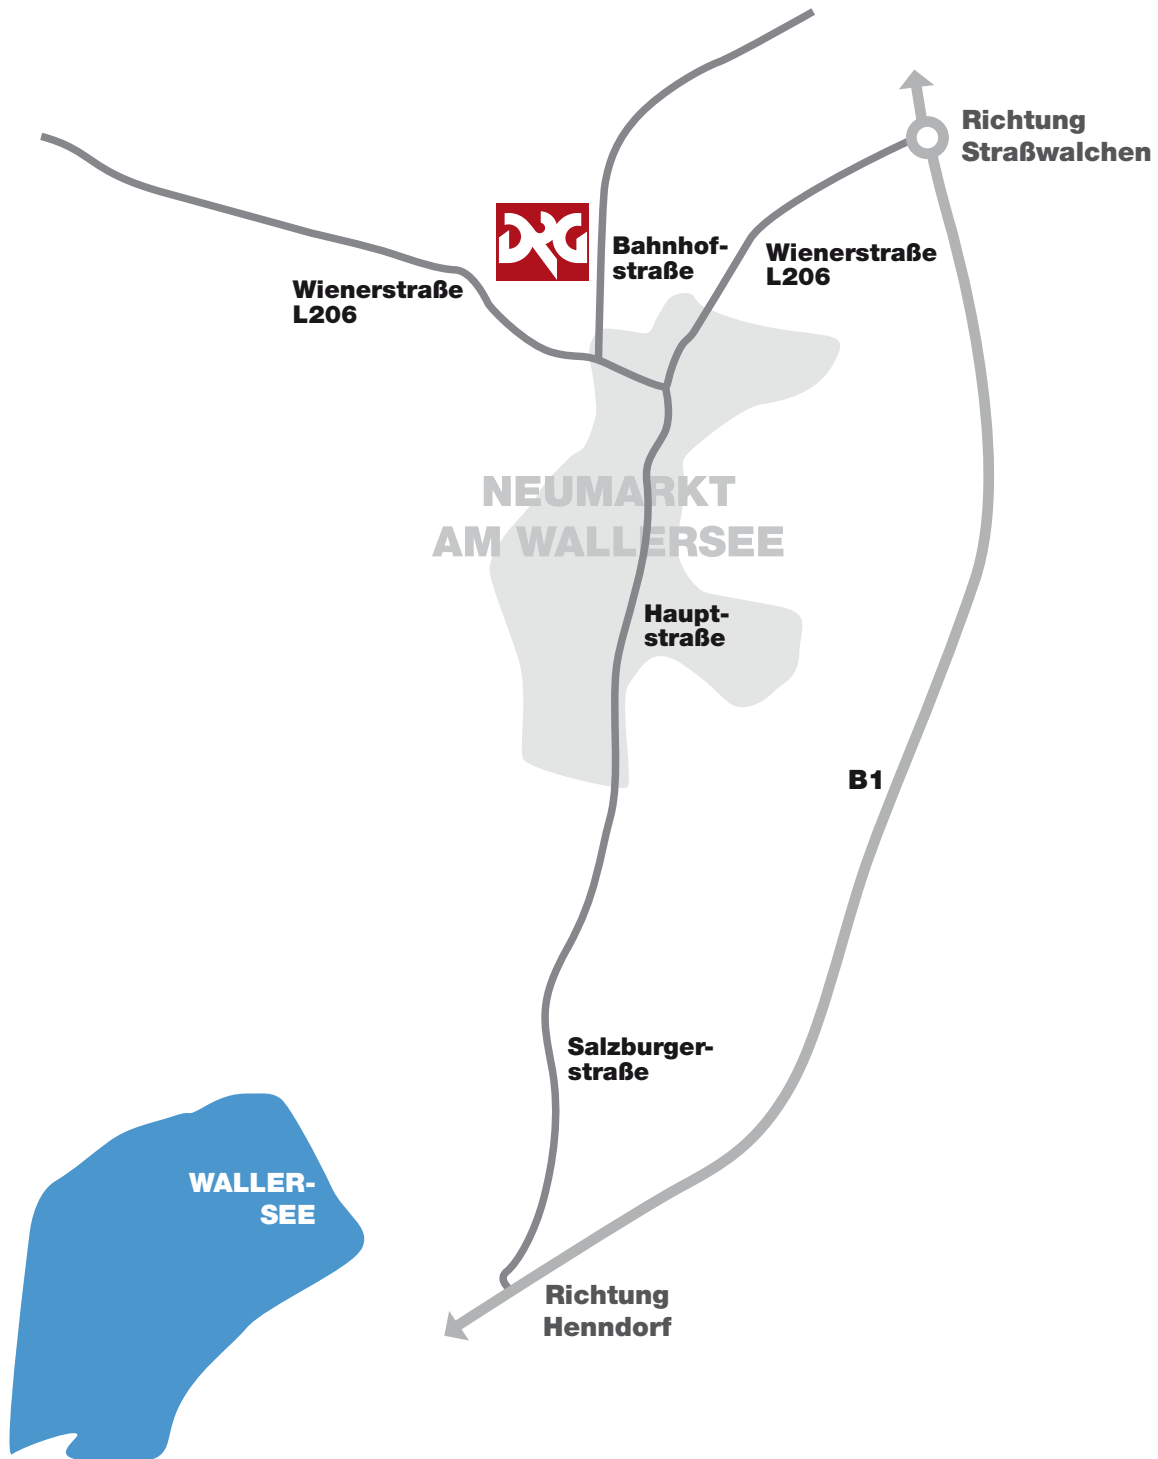 Richtung
Straßwalchen
DRG
Bahnhof-
straße
Wienerstraße
L206
Wienerstraße
L206
NEUMARKT
AM WALLERSEE
Haupt-
straße
B1
Salzburger-
straße
WALLER-
SEE
Richtung
Henndorf